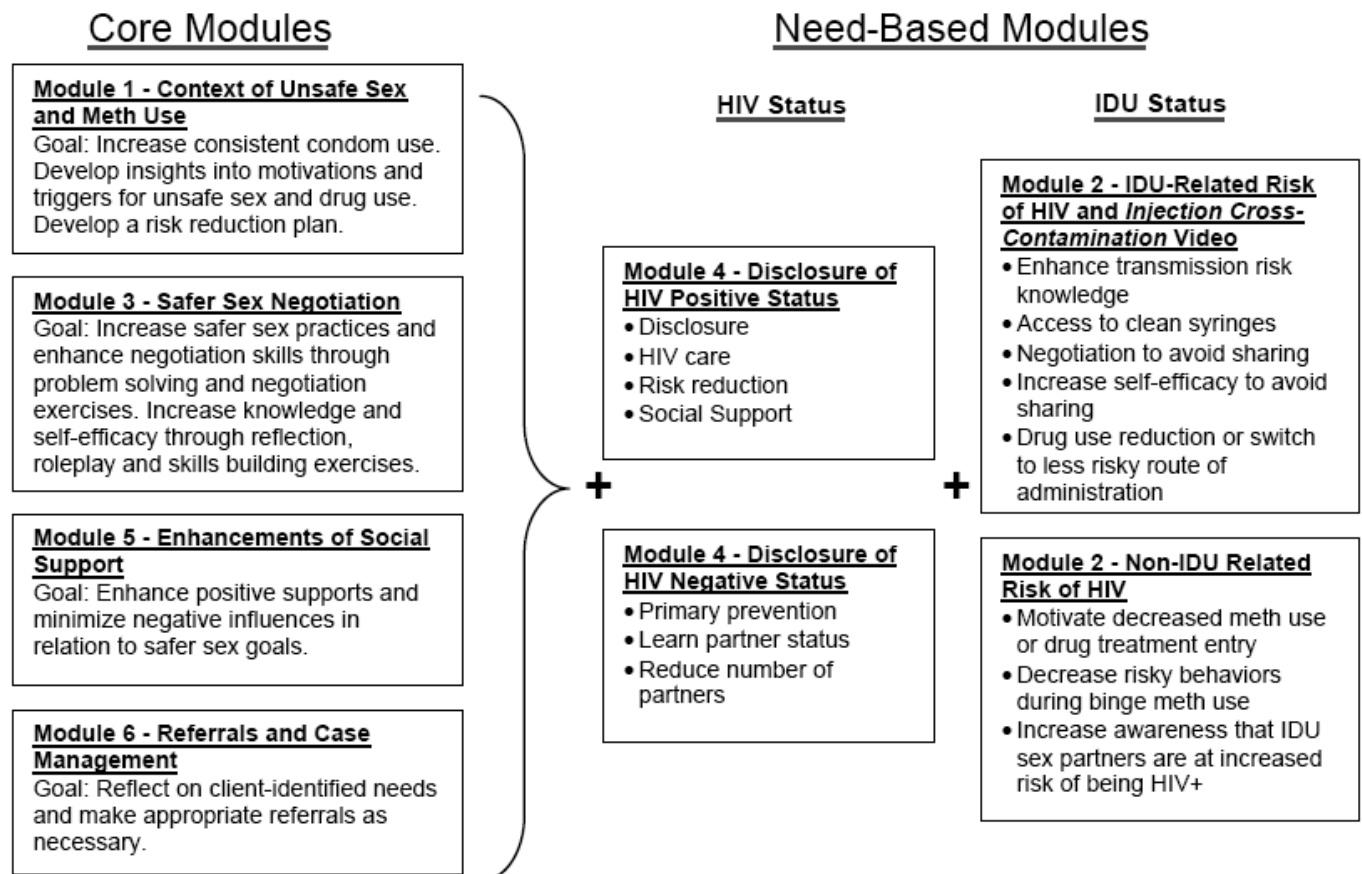 Core Modules
Module 1 - Context of Unsafe Sex
and Meth Use
Goal: Increase consistent condom use.
Develop insights into motivations and
triggers for unsafe sex and drug use.
Develop a risk reduction plan.
Module 3 - Safer Sex Negotiation
Goal: Increase safer sex practices and
enhance negotiation skills through
problem solving and negotiation
exercises. Increase knowledge and
self-efficacy through reflection,
roleplay and skills building exercises.
Module 5 - Enhancements of Social
Support
Goal: Enhance positive supports and
minimize negative influences in
relation to safer sex goals.
Module 6 - Referrals and Case
Management
Goal: Reflect on client-identified needs
and make appropriate referrals as
necessary.
+
Need-Based Modules
HIV Status
Module 4 - Disclosure of
HIV Positive Status
• Disclosure
• HIV care
• Risk reduction
• Social Support
Module 4 - Disclosure of
HIV Negative Status
• Primary prevention
• Learn partner status
• Reduce number of
partners
+
IDU Status
Module 2 - IDU-Related Risk
of HIV and Injection Cross-
Contamination Video
• Enhance transmission risk
knowledge
• Access to clean syringes
• Negotiation to avoid sharing
• Increase self-efficacy to avoid
sharing
• Drug use reduction or switch
to less risky route of
administration
Module 2 - Non-IDU Related
Risk of HIV
• Motivate decreased meth use
or drug treatment entry
• Decrease risky behaviors
during binge meth use
• Increase awareness that IDU
sex partners are at increased
risk of being HIV+